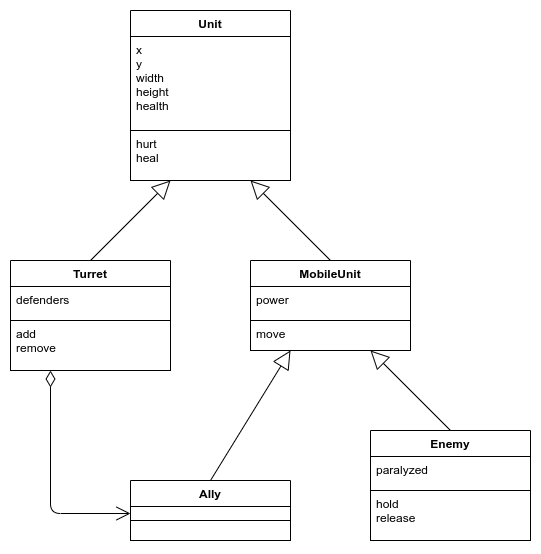 Unit
x
y
width
height
health
hurt
heal
Turret
defenders
add
remove
MobileUnit
power
move
Ally
Enemy
paralyzed
hold
release